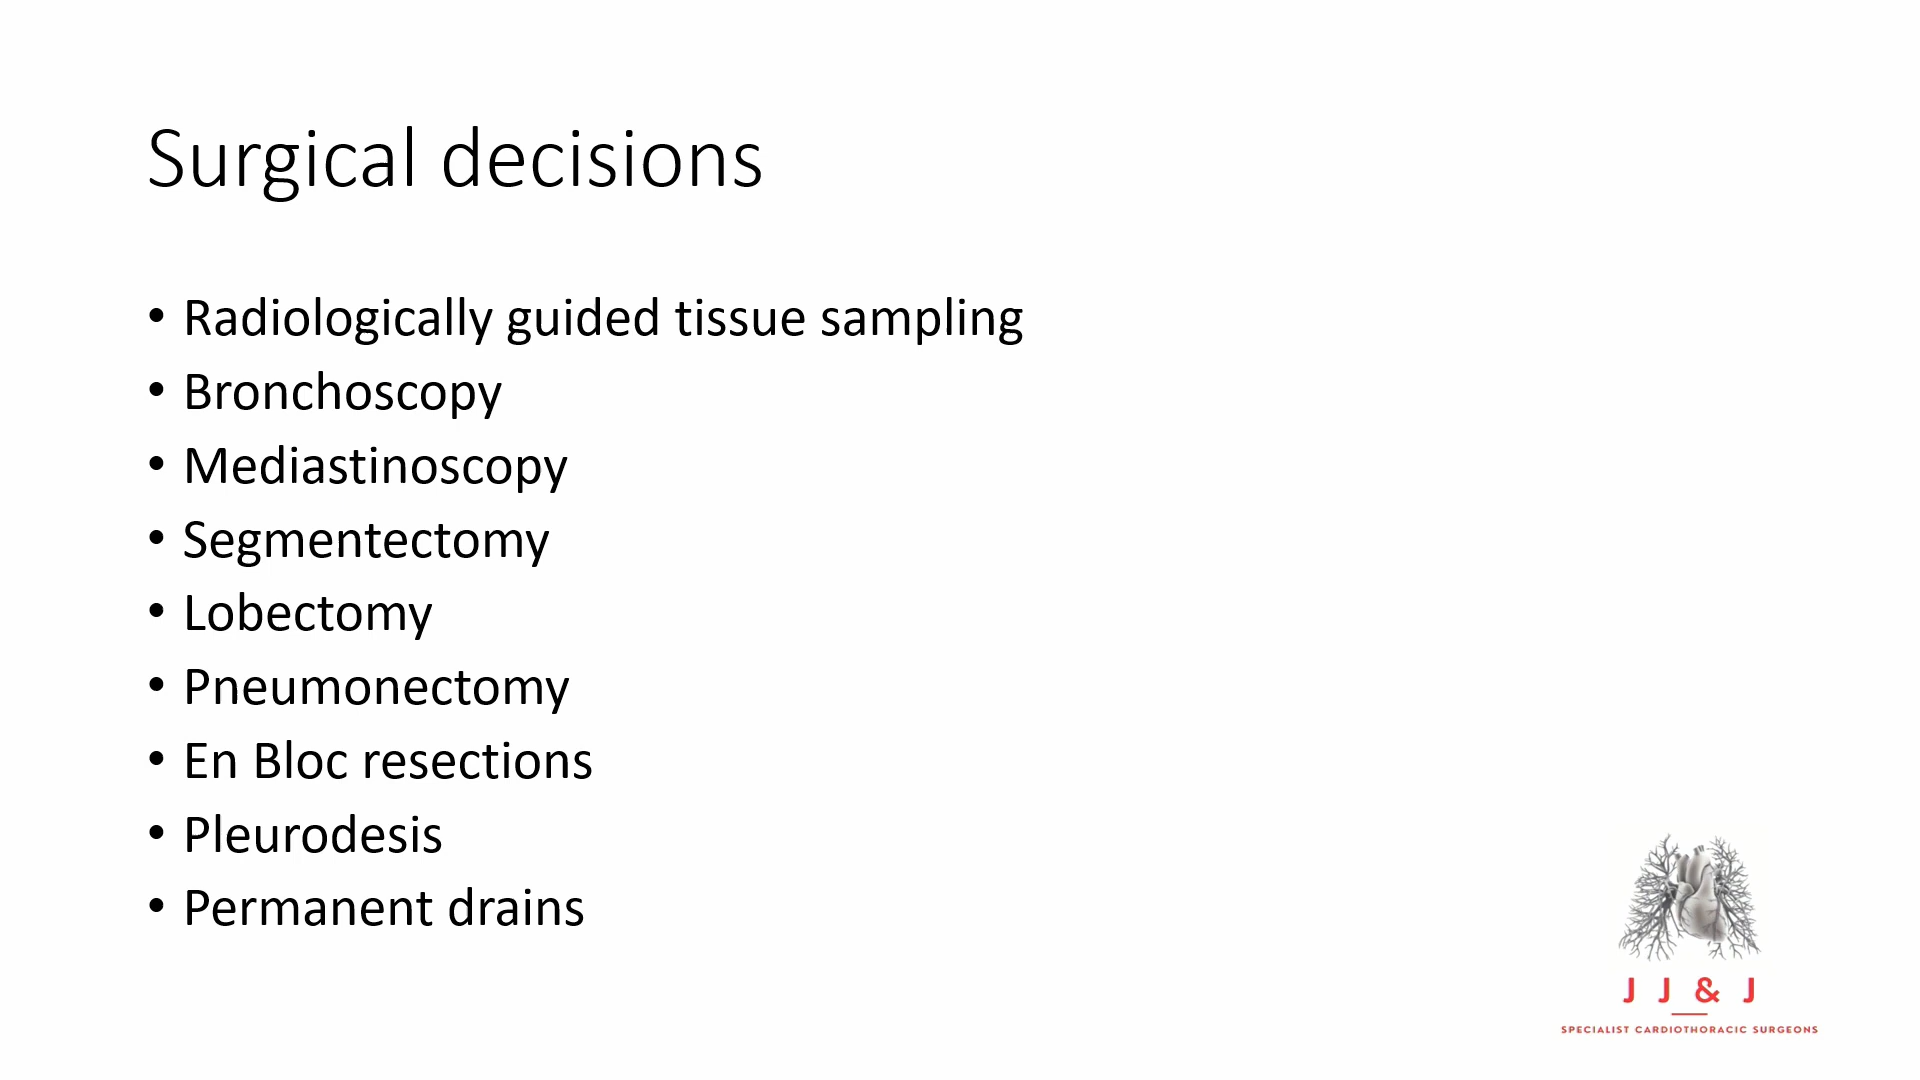 Surgical decisions
• Radiologically guided tissue sampling
• Bronchoscopy
• Mediastinoscopy
• Segmentectomy
• Lobectomy
• Pneumonectomy
• En Bloc resections
• Pleurodesis
• Permanent drains
J J & J
SPECIALIST CARDIOTHORACIC SURGEONS